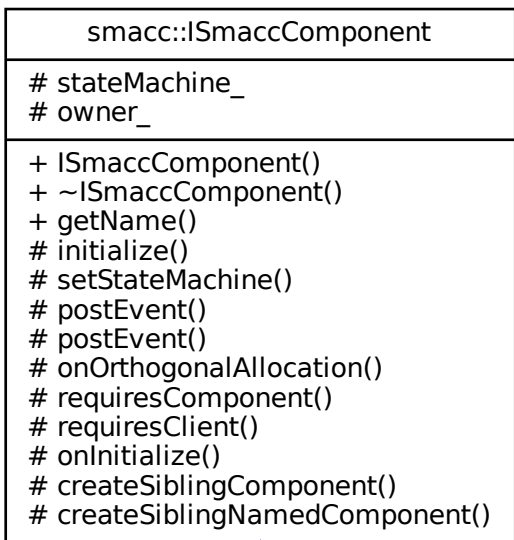 smacc::ISmaccComponent
# stateMachine_
# owner_
+ ISmaccComponent()
+ ~ISmaccComponent()
+ getName()
# initialize()
# setStateMachine()
# postEvent()
# postEvent()
# onOrthogonalAllocation()
# requiresComponent()
# requiresClient()
# onInitialize()
# createSiblingComponent()
# createSiblingNamedComponent()